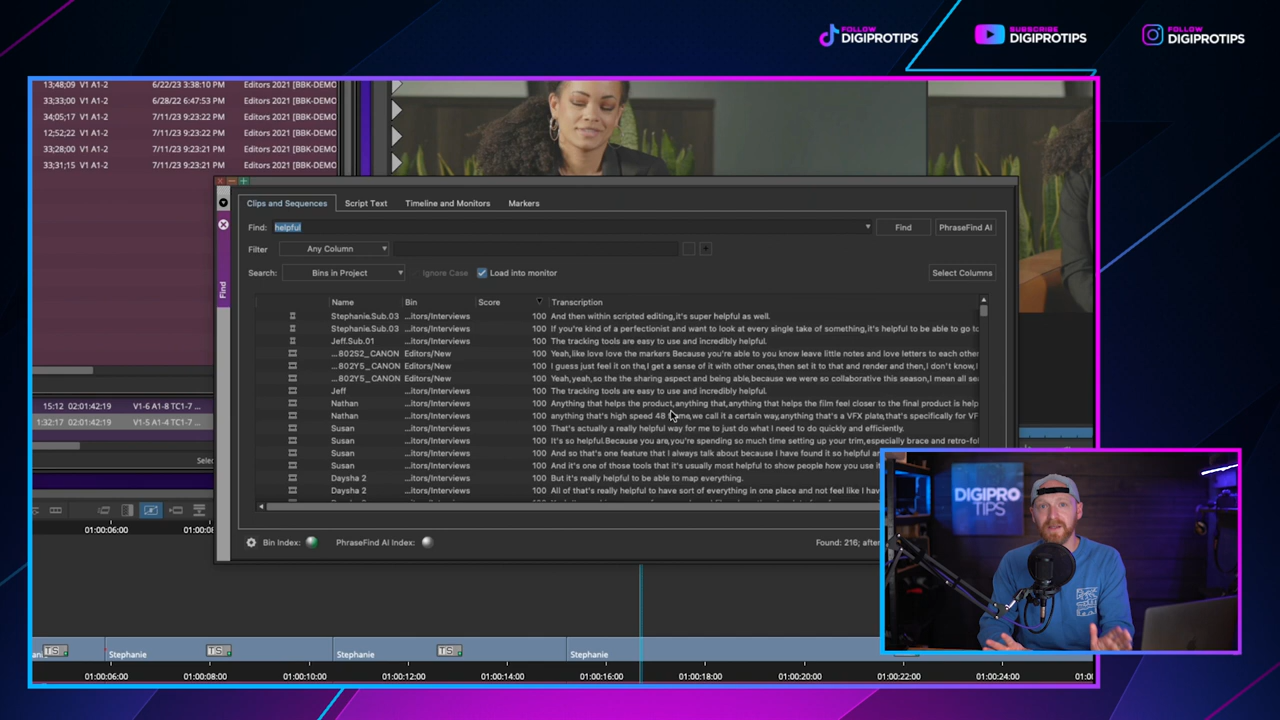 FOLLOW
DIGIPROTIPS
SUBSCRIBE
DIGIPROTIPS
FOLLOW
DIGIPROTIPS
13;48;09 V1 A1-2 6/22/23 3:38:10 PM Editors 2021 [BBK-DEMO
33;33;00 V1 A1-2 6/28/22 6:47:53 PM Editors 2021 [BBK-DEMO
34;05;17 V1 A1-2 7/11/23 9:23:22 PM Editors 2021 [BBK-DEMO
12;52;22 V1 A1-2 7/11/23 9:23:22 PM Editors 2021 [BBK-DEMO
33;28;00 V1 A1-2 7/11/23 9:23:21 PM Editors 2021 [BBK-DEMO
33;31;15 V1 A1-2 7/11/23 9:23:21 PM Editors 2021 [BBK-DEMO
Clips and Sequences Script Text Timeline and Monitors Markers
Find: helpful Find PhraseFind AI
Filter Any Column
Search: Bins in Project Ignore Case Load into monitor Select Columns
Find
Name Bin Score Transcription
Stephanie.Sub.03 ...itors/Interviews 100 And then within scripted editing,it's super helpful as well.
Stephanie.Sub.03 ...itors/Interviews 100 If you're kind of a perfectionist and want to look at every single take of something,it's helpful to be able to go to
Jeff.Sub.01 ...itors/Interviews 100 The tracking tools are easy to use and incredibly helpful.
...802S2_CANON Editors/New 100 Yeah,like love love the markers Because you're able to you know leave little notes and love letters to each other
...802Y5_CANON Editors/New 100 I guess just feel it on the,I get a sense of it with other ones,then set it to that and render and then,I don't know,I
...802Y5_CANON Editors/New 100 Yeah,yeah,so the the sharing aspect and being able,because we were so collaborative this season,I mean all se
Jeff ...itors/Interviews 100 The tracking tools are easy to use and incredibly helpful.
Nathan ...itors/Interviews 100 Anything that helps the product,anything that,anything that helps the film feel closer to the final product is help
Nathan ...itors/Interviews 100 anything that's high speed 48 me,we call it a certain way,anything that's a VFX plate,that's specifically for VF
Susan ...itors/Interviews 100 That's actually a really helpful way for me to just do what I need to do quickly and efficiently.
Susan ...itors/Interviews 100 It's so helpful.Because you are,you're spending so much time setting up your trim,especially brace and retro-fo
Susan ...itors/Interviews 100 And so that's one feature that I always talk about because I have found it so helpful a
Susan ...itors/Interviews 100 And it's one of those tools that it's usually most helpful to show people how you use it
Daysha 2 ...itors/Interviews 100 But it's really helpful to be able to map everything.
Daysha 2 ...itors/Interviews 100 All of that's really helpful to have sort of everything in one place and not feel like I hav
Bin Index: PhraseFind AI Index: Found: 216; afte
15:12 02:01:42:19 V1-6 A1-8 TC1-7 ...
1:32:17 02:01:42:19 V1-5 A1-4 TC1-7 ...
Selec
DIGIPRO
TIPS
01:00:06:00 01:00:08
TS TS TS
Stephanie Stephanie Stephanie
01:00:06:00 01:00:08:00 01:00:10:00 01:00:12:00 01:00:14:00 01:00:16:00 01:00:18:00 01:00:20:00 01:00:22:00 01:00:24:00